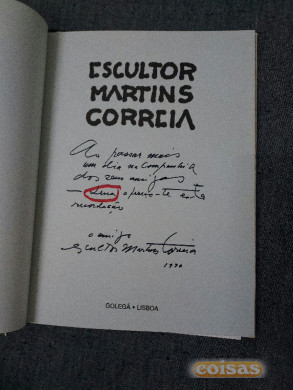 ESCULTOR
MARTINS
CORREIA
Ao passar mais
um dia na companhia
dos seus amigos
— ofereço-te esta
recordação
o amigo
Escultor Martins Correia
1990
GOLEGÃ • LISBOA
coisas